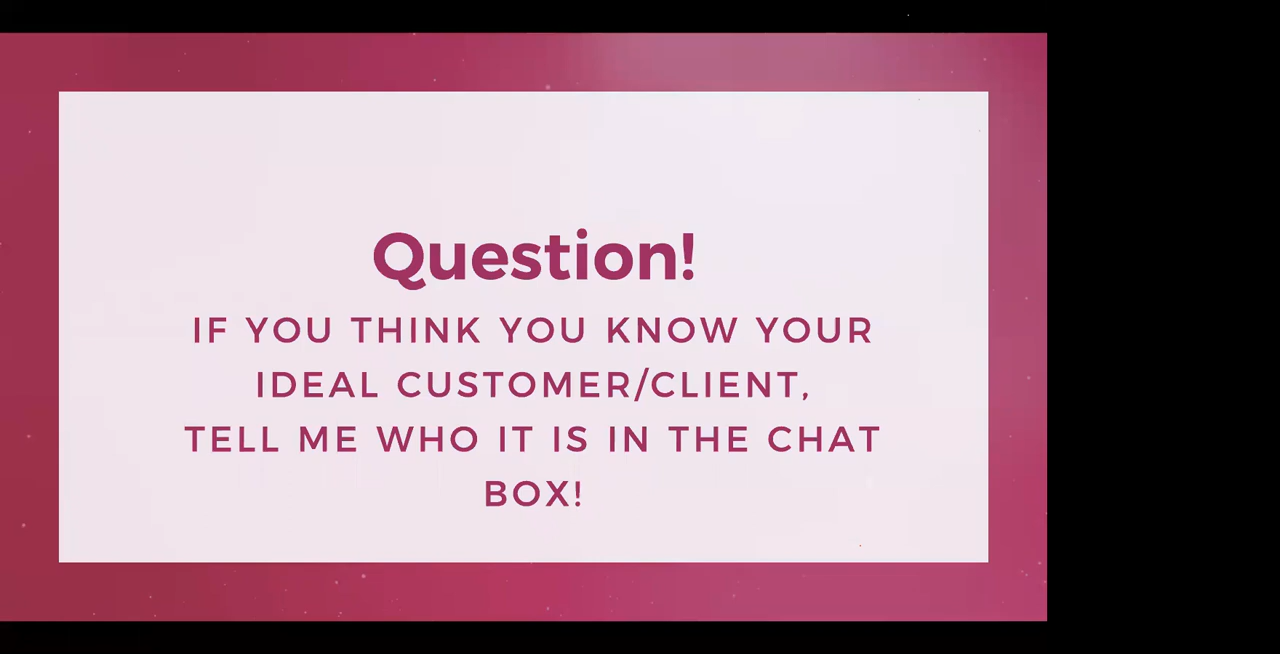 Question!
IF YOU THINK YOU KNOW YOUR
IDEAL CUSTOMER/CLIENT,
TELL ME WHO IT IS IN THE CHAT
BOX!